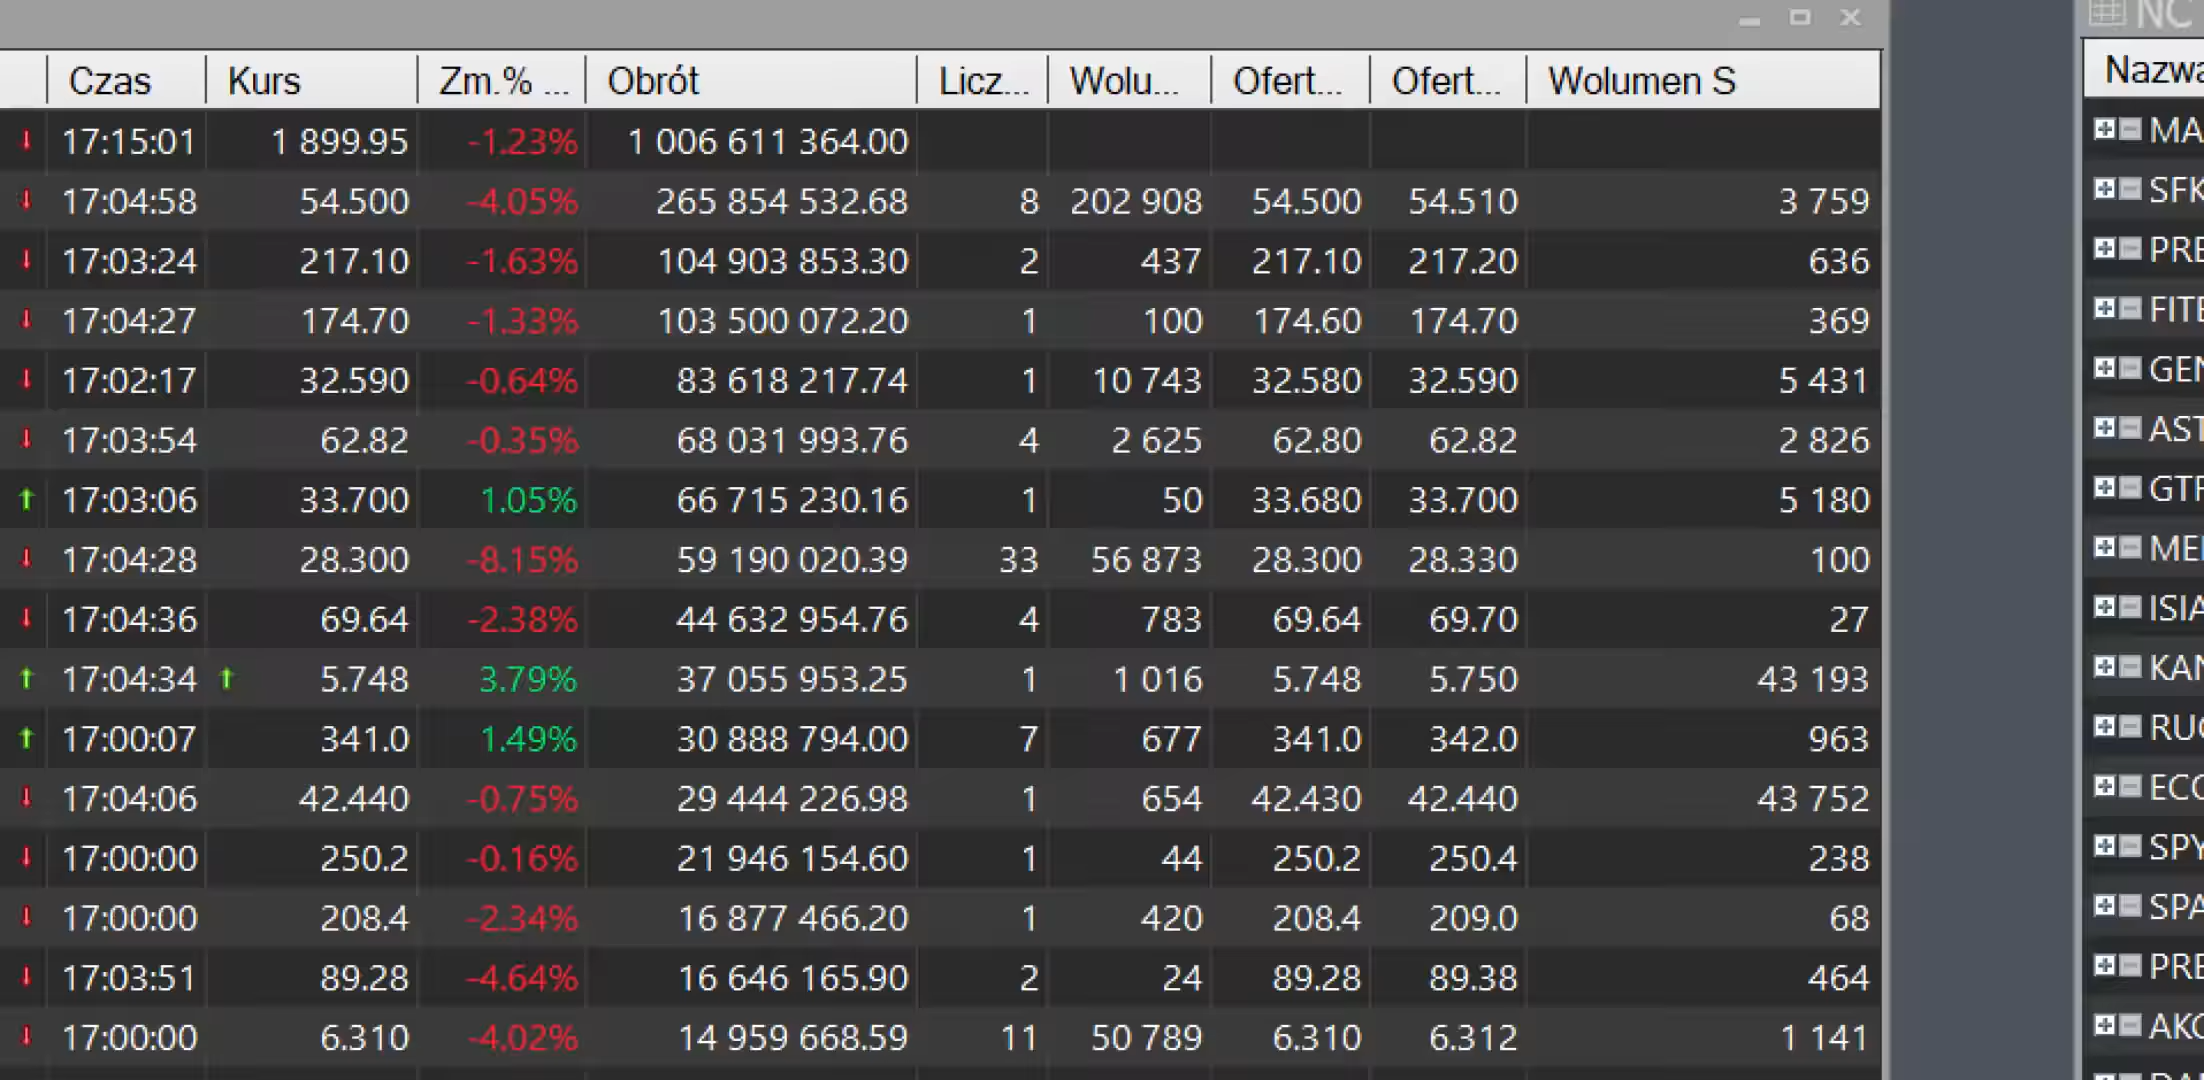 Czas Kurs Zm.% ... Obrót Licz... Wolu... Ofert... Ofert... Wolumen S
17:15:01 1 899.95 -1.23% 1 006 611 364.00
17:04:58 54.500 -4.05% 265 854 532.68 8 202 908 54.500 54.510 3 759
17:03:24 217.10 -1.63% 104 903 853.30 2 437 217.10 217.20 636
17:04:27 174.70 -1.33% 103 500 072.20 1 100 174.60 174.70 369
17:02:17 32.590 -0.64% 83 618 217.74 1 10 743 32.580 32.590 5 431
17:03:54 62.82 -0.35% 68 031 993.76 4 2 625 62.80 62.82 2 826
17:03:06 33.700 1.05% 66 715 230.16 1 50 33.680 33.700 5 180
17:04:28 28.300 -8.15% 59 190 020.39 33 56 873 28.300 28.330 100
17:04:36 69.64 -2.38% 44 632 954.76 4 783 69.64 69.70 27
17:04:34 5.748 3.79% 37 055 953.25 1 1 016 5.748 5.750 43 193
17:00:07 341.0 1.49% 30 888 794.00 7 677 341.0 342.0 963
17:04:06 42.440 -0.75% 29 444 226.98 1 654 42.430 42.440 43 752
17:00:00 250.2 -0.16% 21 946 154.60 1 44 250.2 250.4 238
17:00:00 208.4 -2.34% 16 877 466.20 1 420 208.4 209.0 68
17:03:51 89.28 -4.64% 16 646 165.90 2 24 89.28 89.38 464
17:00:00 6.310 -4.02% 14 959 668.59 11 50 789 6.310 6.312 1 141
NC
Nazwa
MA
SFK
PRE
FITE
GEN
AST
GTF
MEI
ISIA
KAN
RUC
ECC
SPY
SPA
PRE
AKC